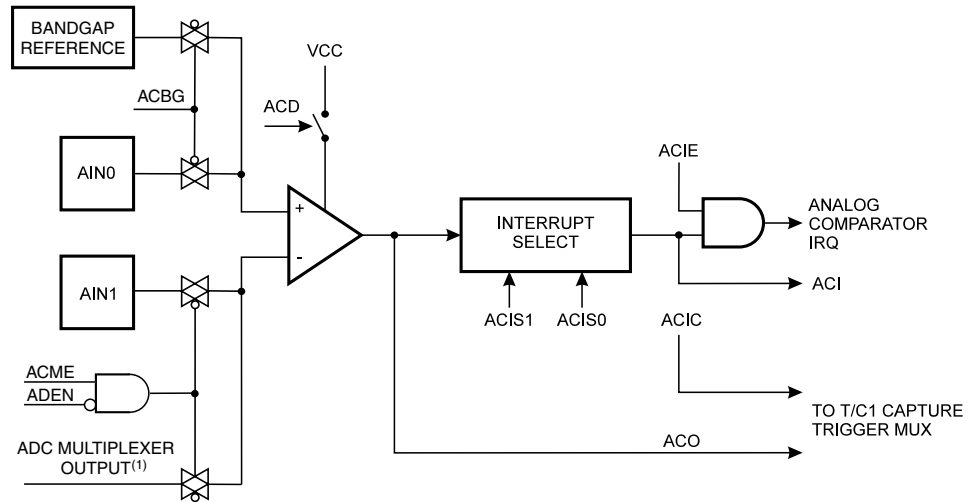 BANDGAP
REFERENCE
VCC
ACBG
ACD
AIN0
ACIE
+
INTERRUPT
SELECT
ANALOG
COMPARATOR
IRQ
-
AIN1
ACI
ACIS1 ACIS0
ACIC
ACME
ADEN
TO T/C1 CAPTURE
TRIGGER MUX
ACO
ADC MULTIPLEXER
OUTPUT(1)